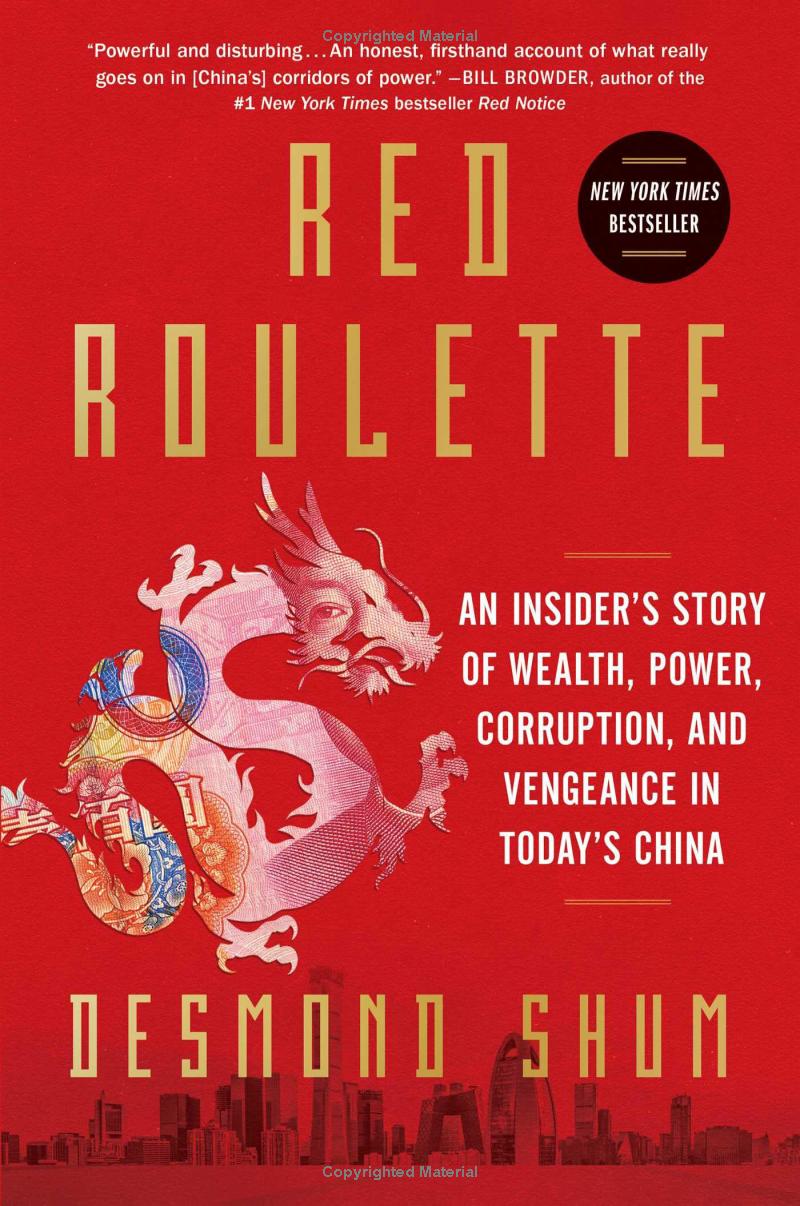 Copyrighted Material
“Powerful and disturbing...An honest, firsthand account of what really
goes on in [China’s] corridors of power.” —BILL BROWDER, author of the
#1 New York Times bestseller Red Notice
RED
NEW YORK TIMES
BESTSELLER
ROULETTE
AN INSIDER’S STORY
OF WEALTH, POWER,
CORRUPTION, AND
VENGEANCE IN
TODAY’S CHINA
DESMOND SHUM
Copyrighted Material